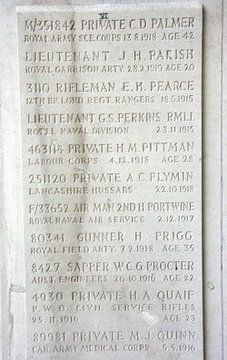 VI
M/351842 PRIVATE C.D. PALMER
ROYAL ARMY SCE CORPS 13.8.1918 AGE 42
LIEUTENANT J.H. PARISH
ROYAL GARRISON ARTY 28.2.1919 AGE 20
3110 RIFLEMAN E.H. PEARCE
12TH BN LOND REGT. RANGERS 18.5.1915
LIEUTENANT G.S. PERKINS. R.M.L.I.
ROYAL NAVAL DIVISION 23.11.1915
463114 PRIVATE H.M. PITTMAN
LABOUR CORPS 4.12.1918 AGE 28
251120 PRIVATE A.C. PLYMIN
LANCASHIRE HUSSARS 22.10.1918
F/33652 AIR MAN 2ND H. PORTWINE
ROYAL NAVAL AIR SERVICE 2.12.1917
80341 GUNNER H PRIGG
ROYAL FIELD ARTY. 7.2.1918 AGE 35
8427 SAPPER W.C.G. PROCTER
AUST. ENGINEERS 26.10.1916 AGE 22
4930 PRIVATE H.A QUAIF
P.W.O. CIVIL SERVICE RIFLES
25.11.1916 AGE 23
89081 PRIVATE M.J. QUINN
CAN. ARMY MEDICAL CORPS 5.5.1916